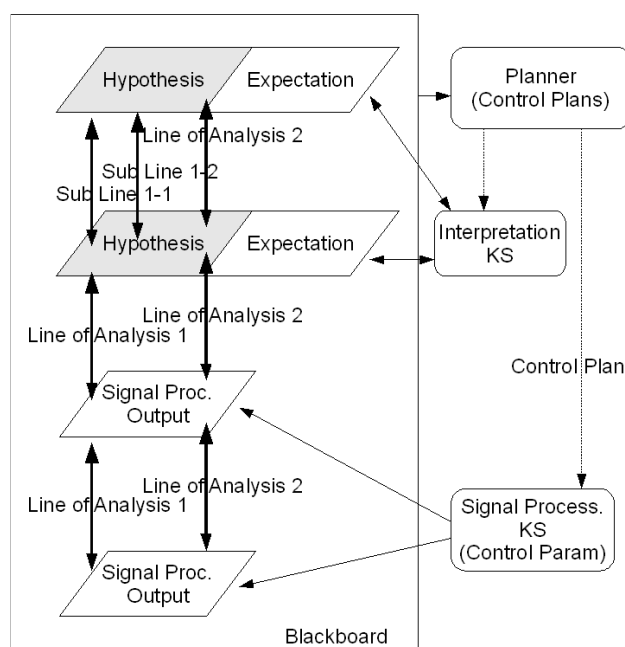 Hypothesis
Expectation
Planner
(Control Plans)
Line of Analysis 2
Sub Line 1-2
Sub Line 1-1
Hypothesis
Expectation
Interpretation
KS
Line of Analysis 2
Line of Analysis 1
Control Plan
Signal Proc.
Output
Line of Analysis 2
Line of Analysis 1
Signal Process.
KS
(Control Param)
Signal Proc.
Output
Blackboard